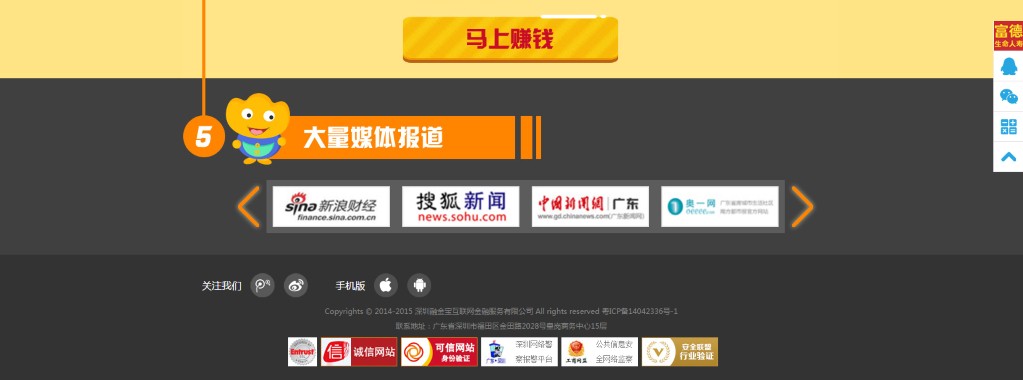 马上赚钱
富德
生命人寿
5 大量媒体报道
sina 新浪财经
finance.sina.com.cn
搜狐新闻
news.sohu.com
中国新闻网 广东
www.gd.chinanews.com(广东新闻网)
奥一网
关注我们 手机版
Copyrights © 2014-2015 深圳融金宝互联网金融服务有限公司 All rights reserved 粤ICP备14042336号-1
联系地址：广东省深圳市福田区金田路2028号皇岗商务中心15层
Entrust
信 诚信网站
可信网站
身份验证
深圳网络警
察报警平台
公共信息安
全网络监察
安全联盟
行业验证